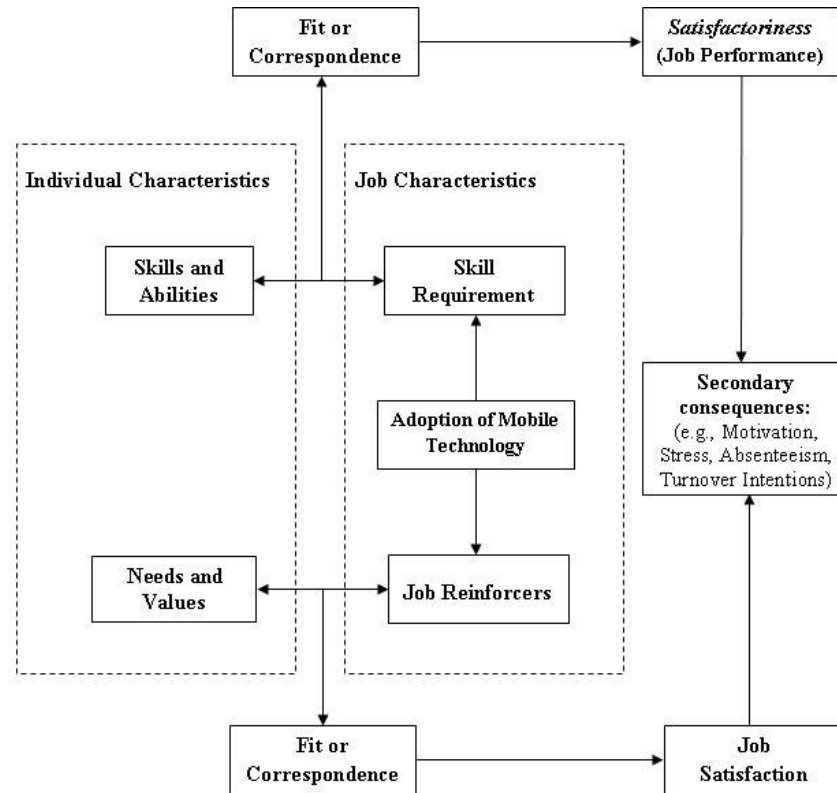 Fit or
Correspondence
Satisfactoriness
(Job Performance)
Individual Characteristics
Job Characteristics
Skills and
Abilities
Skill
Requirement
Adoption of Mobile
Technology
Secondary
consequences:
(e.g., Motivation,
Stress, Absenteeism,
Turnover Intentions)
Needs and
Values
Job Reinforcers
Fit or
Correspondence
Job
Satisfaction